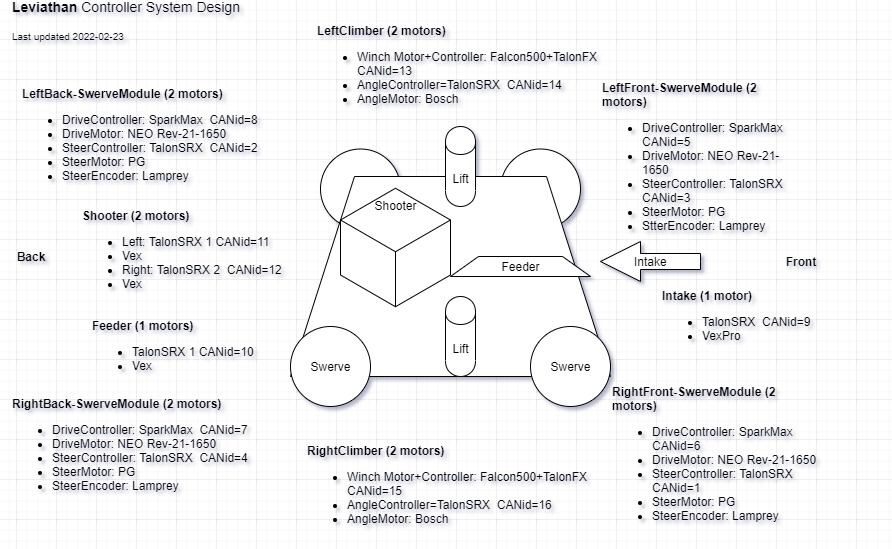 Leviathan Controller System Design
Last updated 2022-02-23
LeftClimber (2 motors)
Winch Motor+Controller: Falcon500+TalonFX
CANid=13
AngleController=TalonSRX CANid=14
AngleMotor: Bosch
LeftBack-SwerveModule (2 motors)
DriveController: SparkMax CANid=8
DriveMotor: NEO Rev-21-1650
SteerController: TalonSRX CANid=2
SteerMotor: PG
SteerEncoder: Lamprey
LeftFront-SwerveModule (2
motors)
DriveController: SparkMax
CANid=5
DriveMotor: NEO Rev-21-
1650
SteerController: TalonSRX
CANid=3
SteerMotor: PG
StterEncoder: Lamprey
Shooter (2 motors)
Left: TalonSRX 1 CANid=11
Vex
Right: TalonSRX 2 CANid=12
Vex
Back
Lift
Shooter
Feeder
Intake
Front
Intake (1 motor)
TalonSRX CANid=9
VexPro
Feeder (1 motors)
TalonSRX 1 CANid=10
Vex
Lift
Swerve
Swerve
RightBack-SwerveModule (2 motors)
DriveController: SparkMax CANid=7
DriveMotor: NEO Rev-21-1650
SteerController: TalonSRX CANid=4
SteerMotor: PG
SteerEncoder: Lamprey
RightClimber (2 motors)
Winch Motor+Controller: Falcon500+TalonFX
CANid=15
AngleController=TalonSRX CANid=16
AngleMotor: Bosch
RightFront-SwerveModule (2
motors)
DriveController: SparkMax
CANid=6
DriveMotor: NEO Rev-21-1650
SteerController: TalonSRX
CANid=1
SteerMotor: PG
SteerEncoder: Lamprey